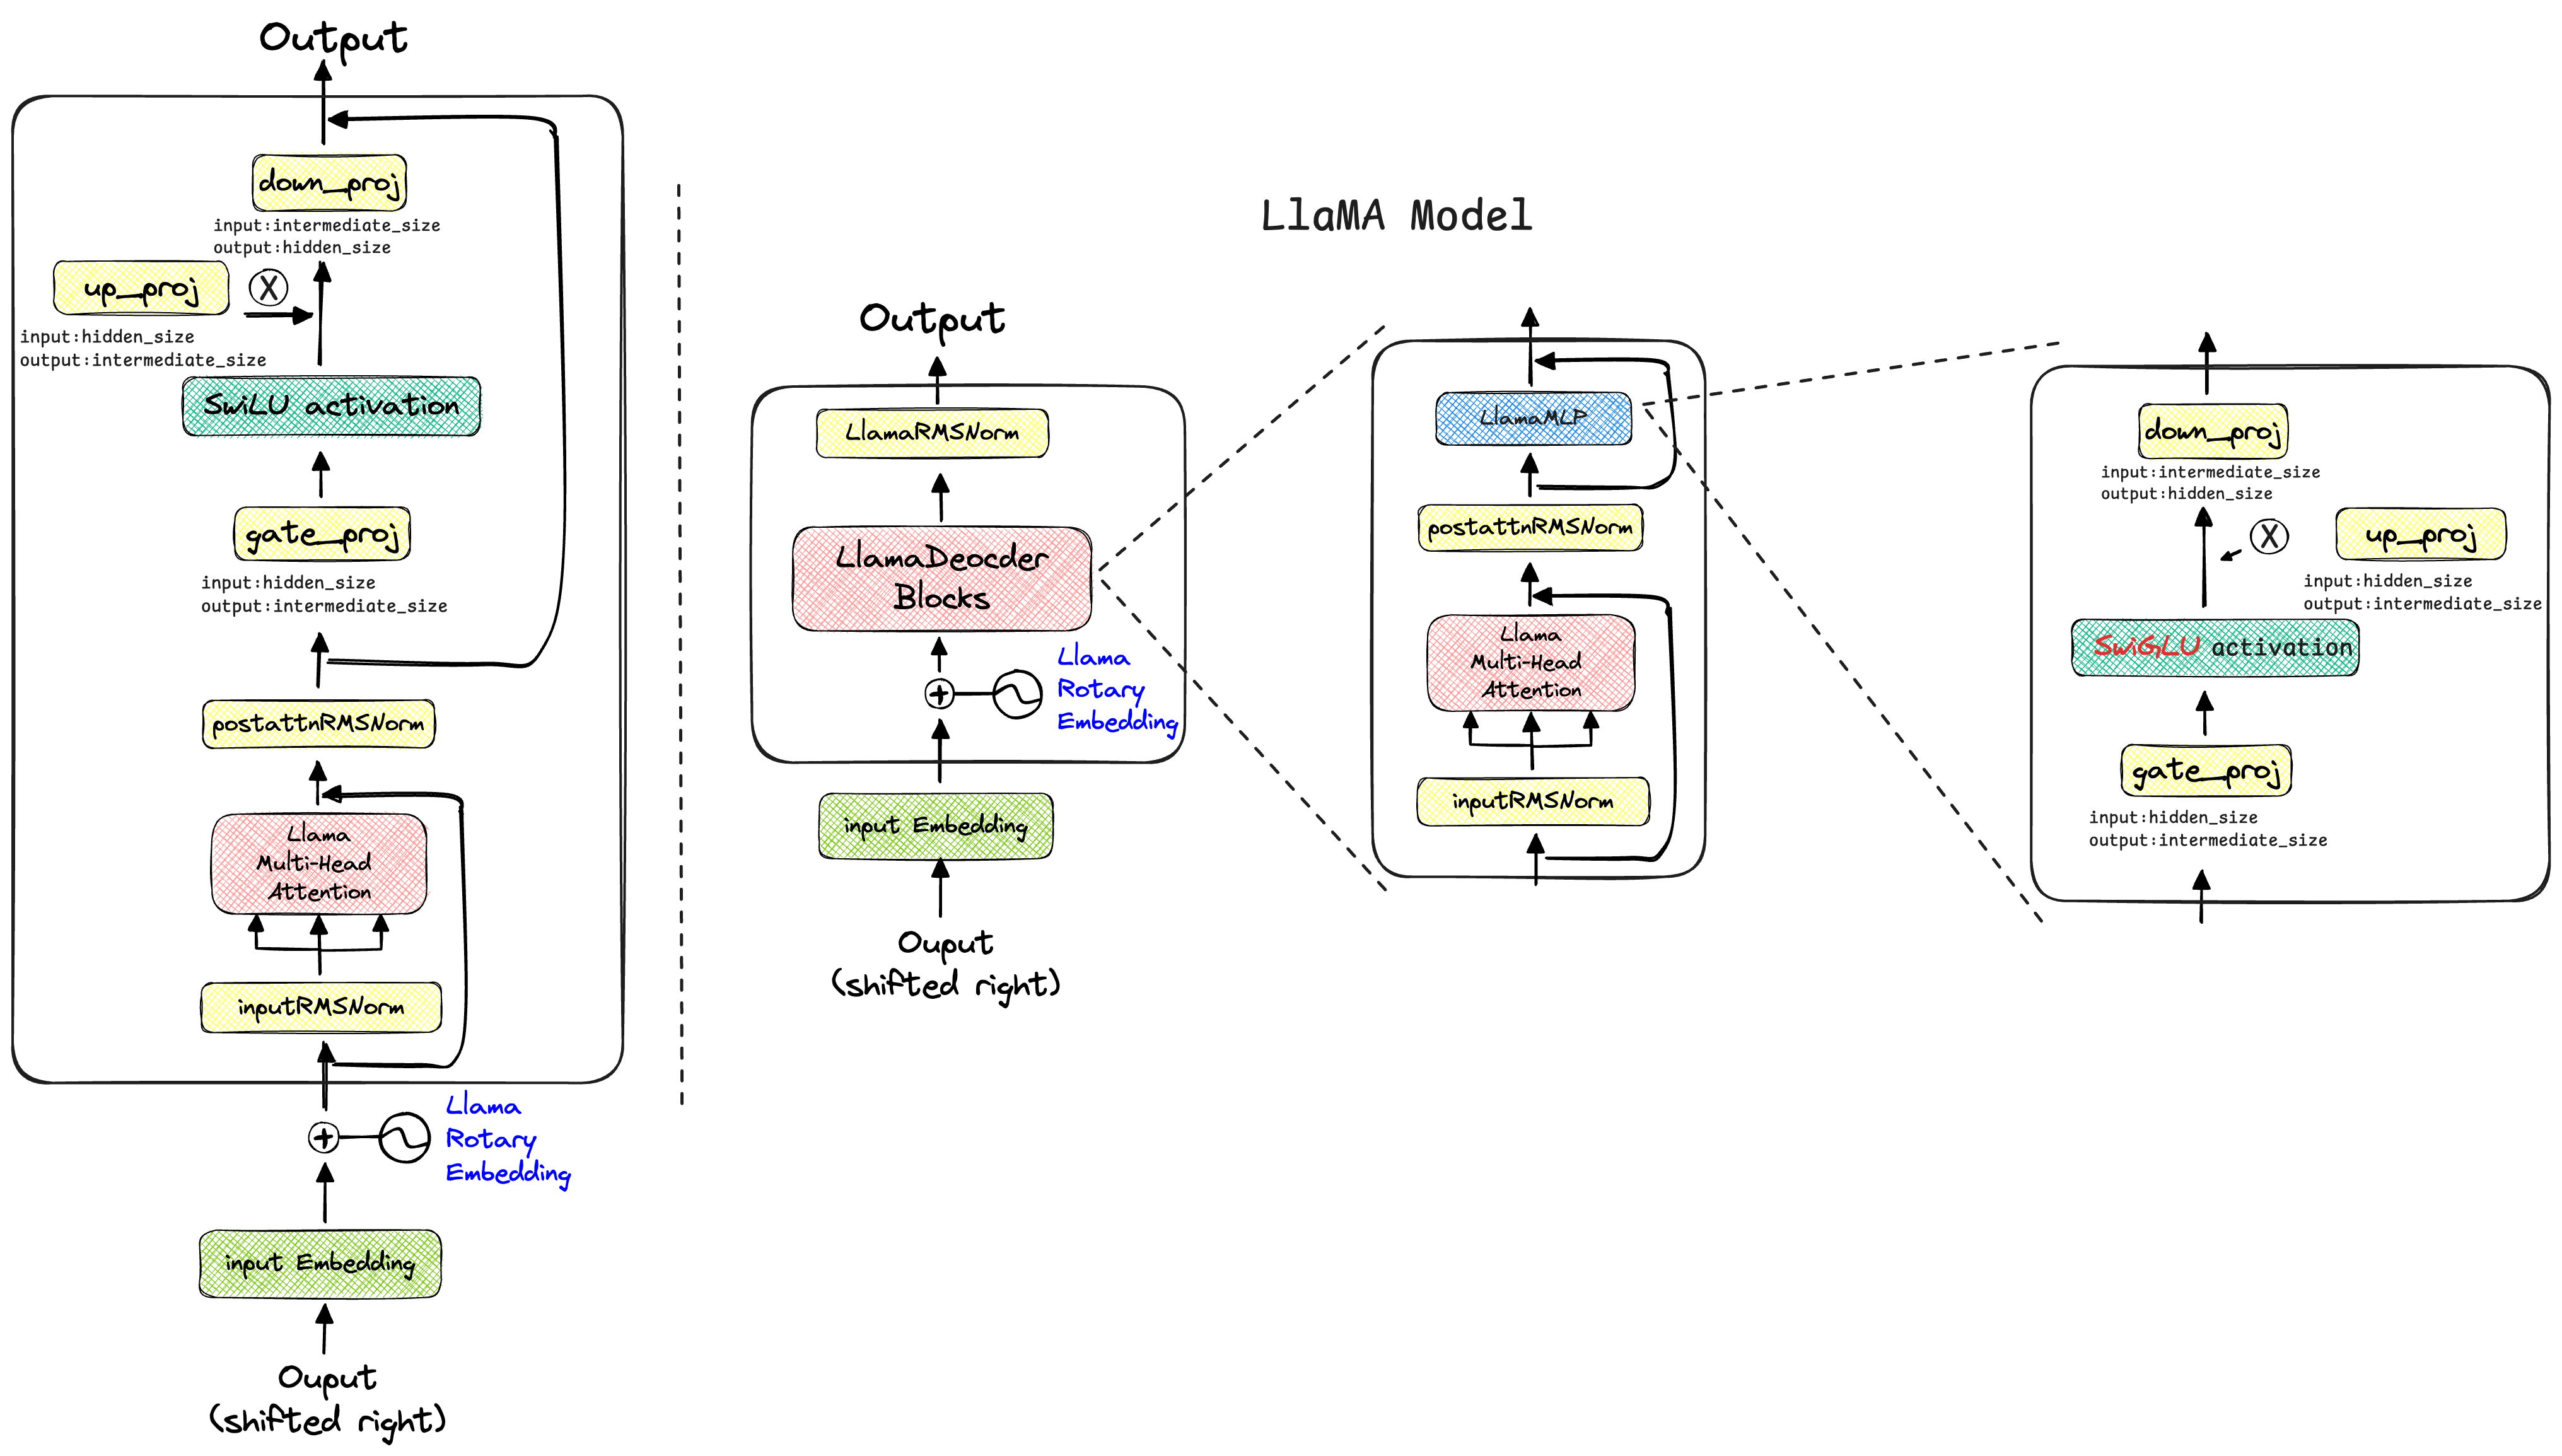 Output
down_proj
input:intermediate_size
output:hidden_size
up_proj
X
input:hidden_size
output:intermediate_size
SwiLU activation
gate_proj
input:hidden_size
output:intermediate_size
postattnRMSNorm
Llama
Multi-Head
Attention
inputRMSNorm
+
Llama
Rotary
Embedding
input Embedding
Ouput
(shifted right)
LlaMA Model
Output
LlamaRMSNorm
LlamaDeocder
Blocks
+
Llama
Rotary
Embedding
input Embedding
Ouput
(shifted right)
LlamaMLP
postattnRMSNorm
Llama
Multi-Head
Attention
inputRMSNorm
down_proj
input:intermediate_size
output:hidden_size
X
up_proj
input:hidden_size
output:intermediate_size
SwiGLU activation
gate_proj
input:hidden_size
output:intermediate_size